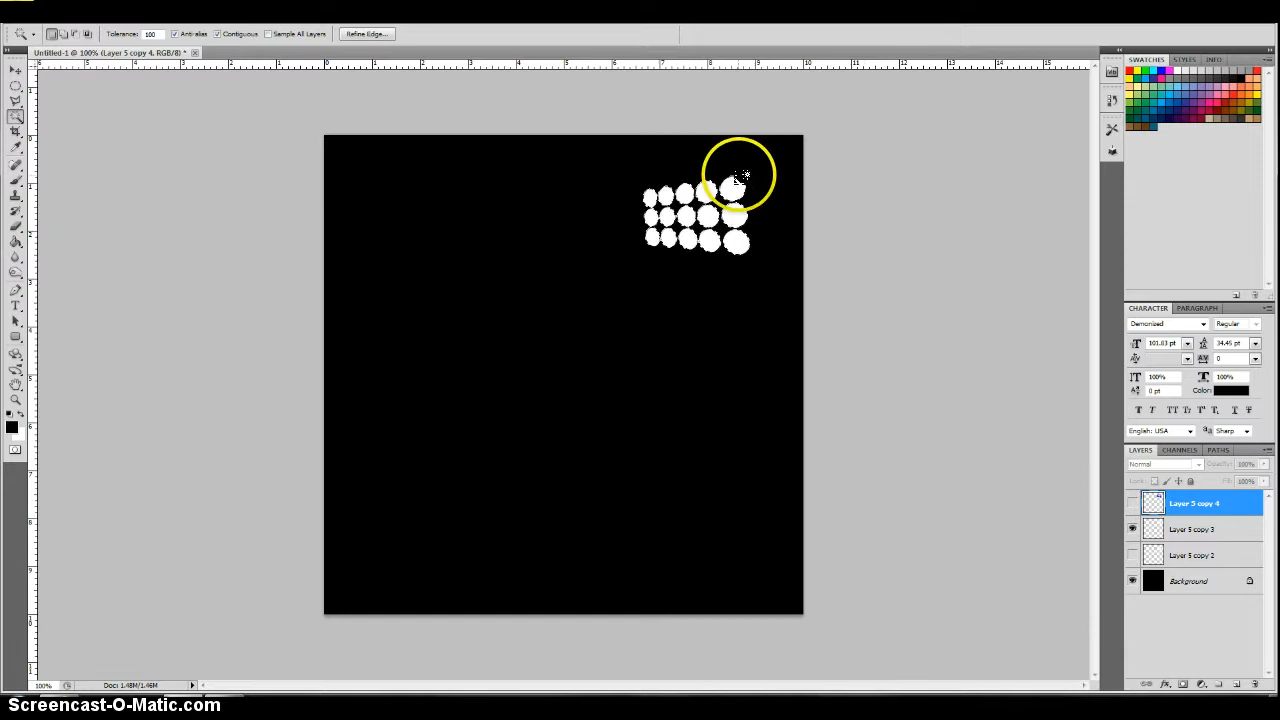 Tolerance: 100 Anti-alias Contiguous Sample All Layers Refine Edge...
Untitled-1 @ 100% (Layer 5 copy 4, RGB/8) *
SWATCHES STYLES INFO
CHARACTER PARAGRAPH
Demonized Regular
101.83 pt 34.45 pt
0
100% 100%
0 pt Color:
English: USA Sharp
LAYERS CHANNELS PATHS
Normal Opacity: 100%
Lock: Fill: 100%
Layer 5 copy 4
Layer 5 copy 3
Layer 5 copy 2
Background
100% Doc: 1.48M/1.46M
Screencast-O-Matic.com